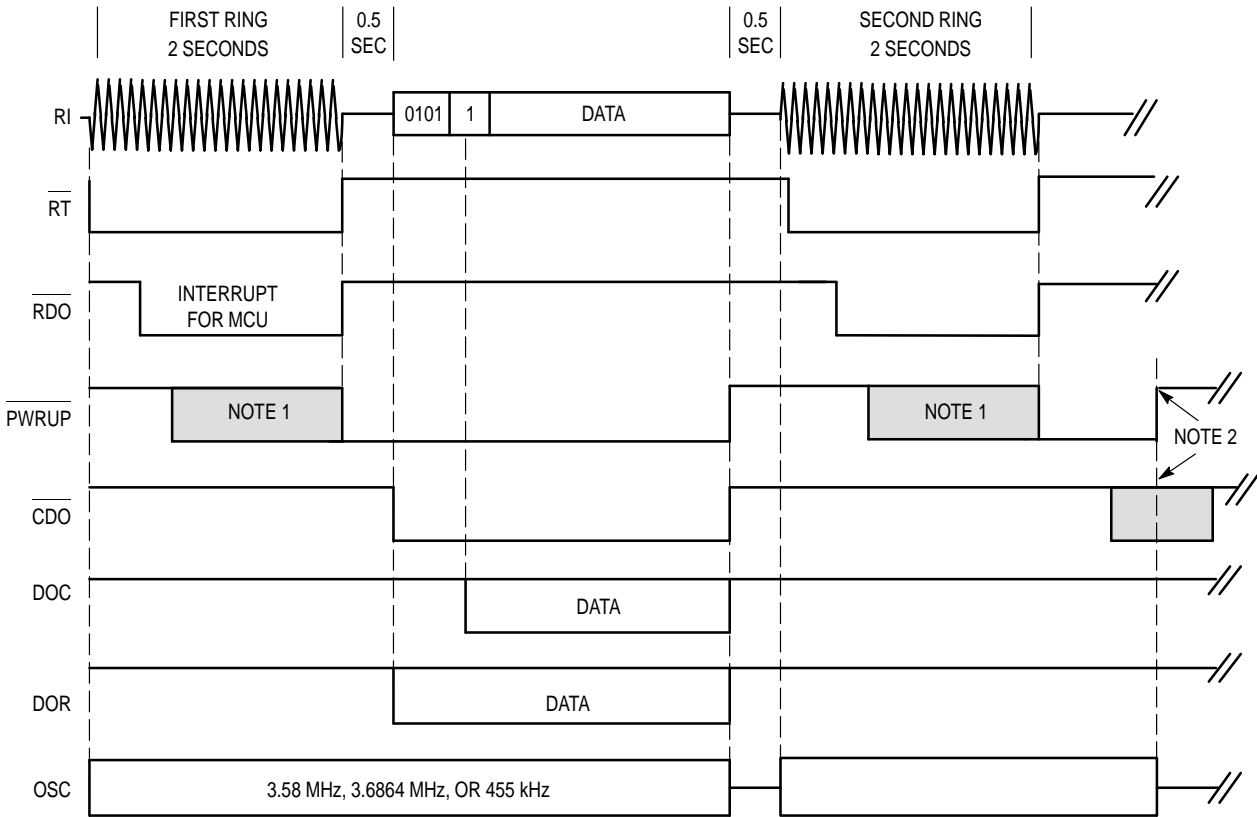 FIRST RING
2 SECONDS
0.5
SEC
0.5
SEC
SECOND RING
2 SECONDS
RI
0101
1
DATA
RT
RDO
INTERRUPT
FOR MCU
PWRUP
NOTE 1
NOTE 1
NOTE 2
CDO
DOC
DATA
DOR
DATA
OSC
3.58 MHz, 3.6864 MHz, OR 455 kHz